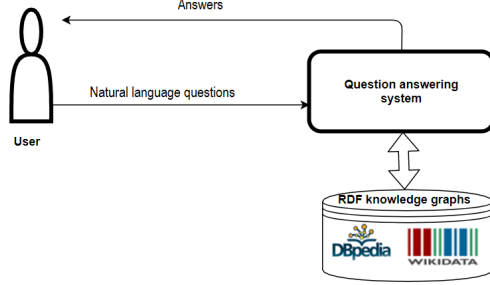 Answers
Question answering
system
Natural language questions
User
RDF knowledge graphs
DBpedia
WIKIDATA